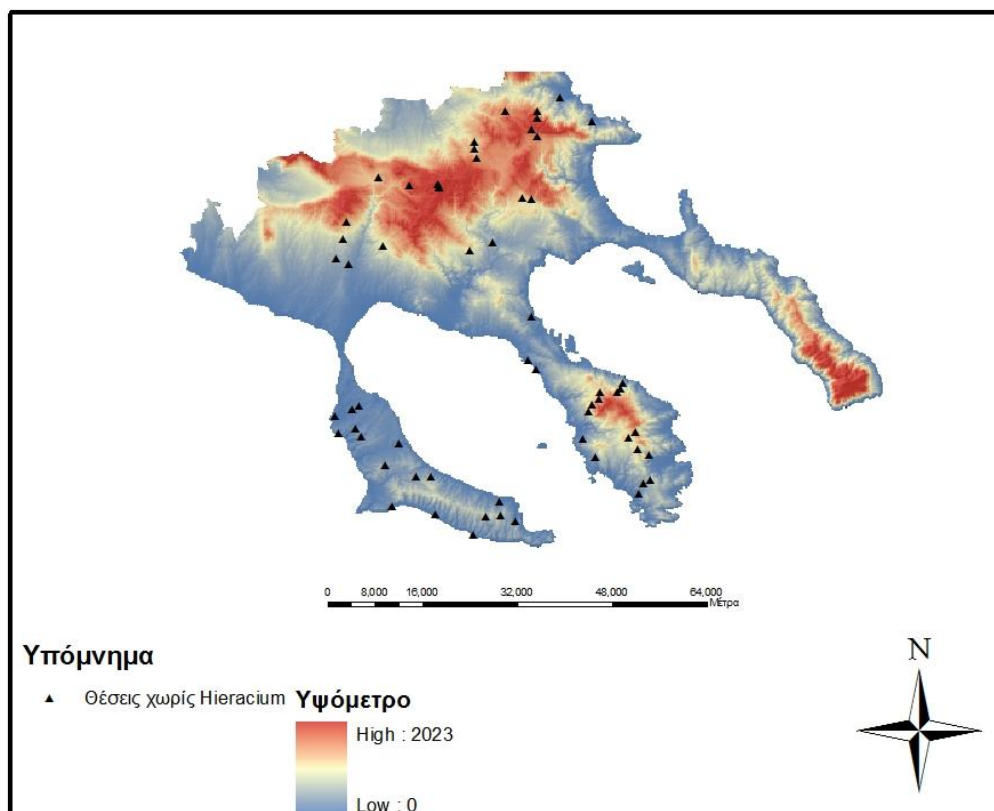 0 8,000 16,000 32,000 48,000 64,000
Μέτρα
Υπόμνημα
Θέσεις χωρίς Hieracium
Υψόμετρο
High : 2023
Low : 0
N